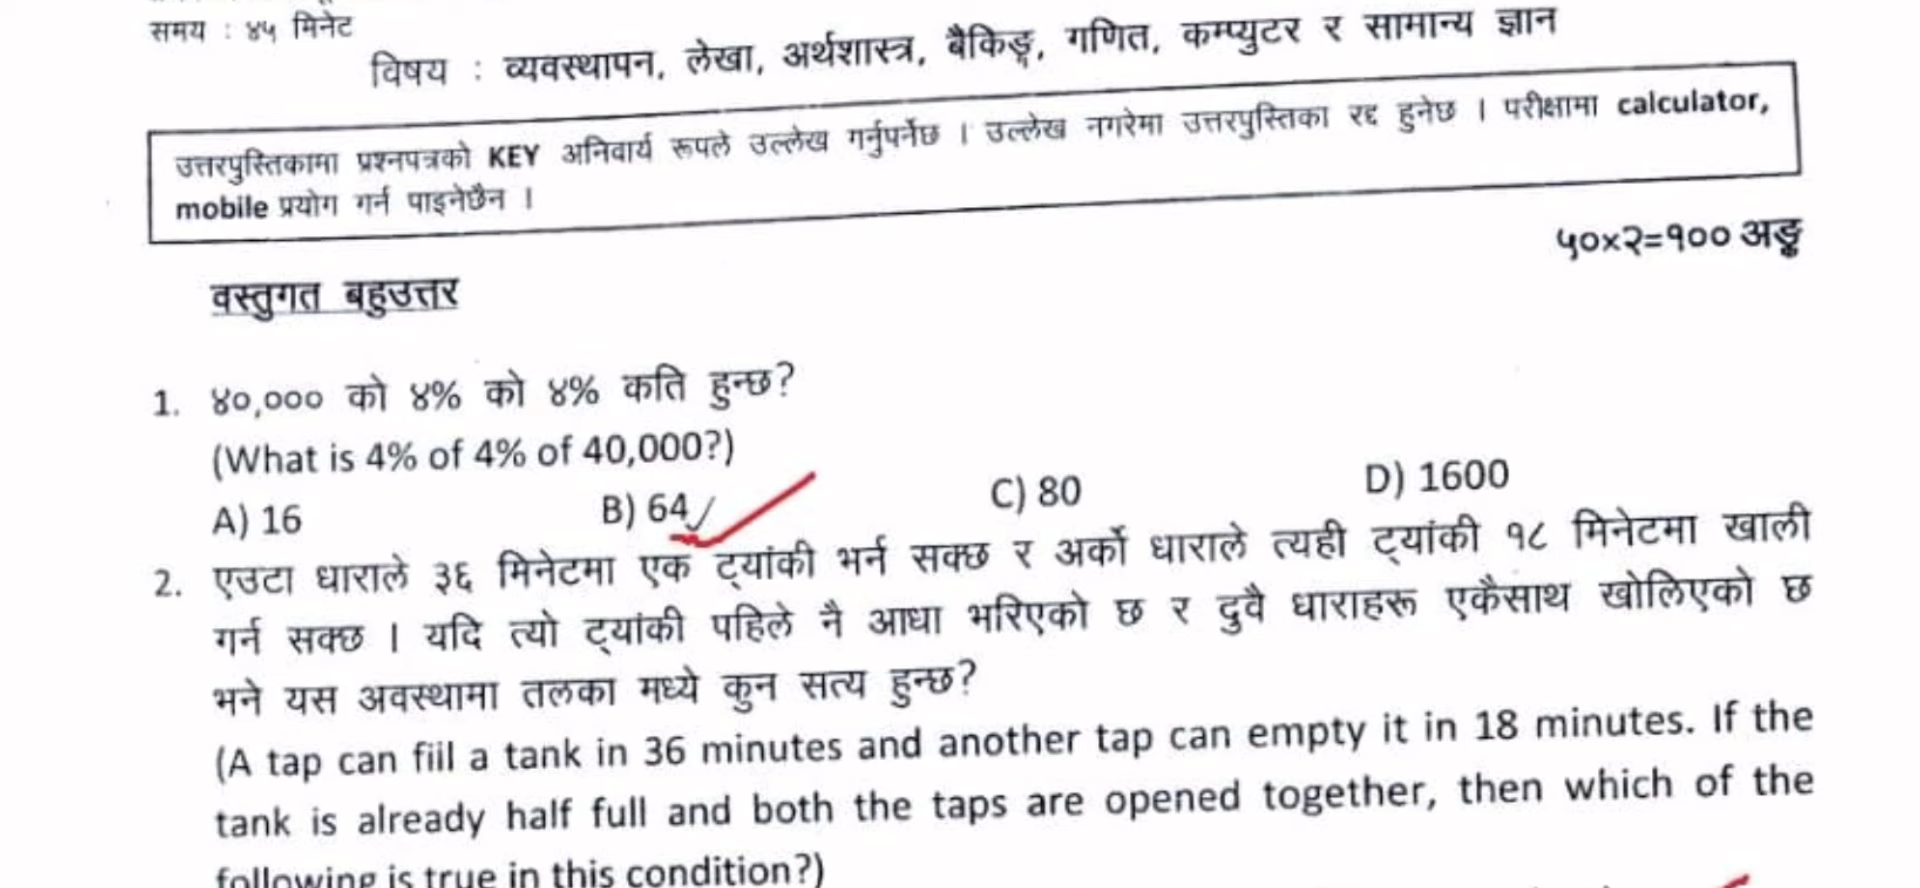 समय : ४५ मिनेट
विषय : व्यवस्थापन, लेखा, अर्थशास्त्र, बैकिङ्ग, गणित, कम्प्युटर र सामान्य ज्ञान
उत्तरपुस्तिकामा प्रश्नपत्रको KEY अनिवार्य रूपले उल्लेख गर्नुपर्नेछ । उल्लेख नगरेमा उत्तरपुस्तिका रद्द हुनेछ । परीक्षामा calculator,
mobile प्रयोग गर्न पाइनेछैन ।
५०×२=१०० अङ्क
वस्तुगत बहुउत्तर
1. ४०,००० को ४% को ४% कति हुन्छ?
(What is 4% of 4% of 40,000?)
A) 16 B) 64 C) 80 D) 1600
2. एउटा धाराले ३६ मिनेटमा एक ट्यांकी भर्न सक्छ र अर्को धाराले त्यही ट्यांकी १८ मिनेटमा खाली
गर्न सक्छ । यदि त्यो ट्यांकी पहिले नै आधा भरिएको छ र दुवै धाराहरू एकैसाथ खोलिएको छ
भने यस अवस्थामा तलका मध्ये कुन सत्य हुन्छ?
(A tap can fiil a tank in 36 minutes and another tap can empty it in 18 minutes. If the
tank is already half full and both the taps are opened together, then which of the
following is true in this condition?)